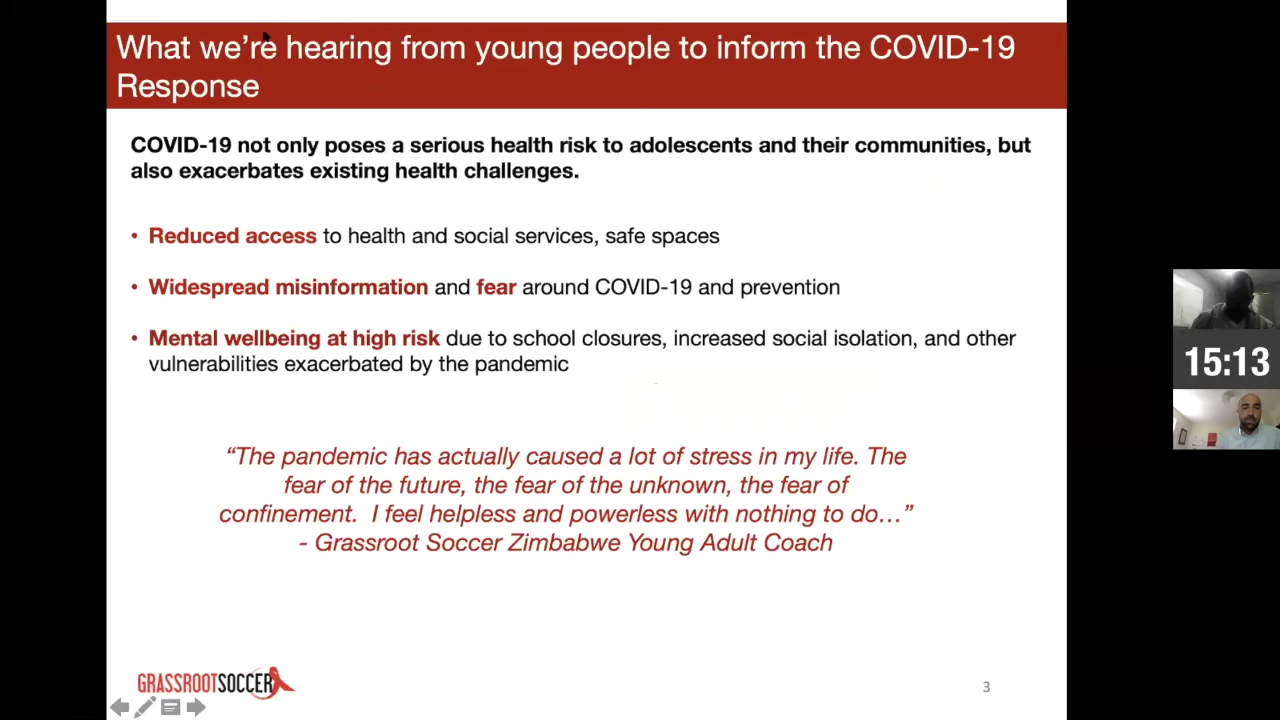 What we're hearing from young people to inform the COVID-19
Response
COVID-19 not only poses a serious health risk to adolescents and their communities, but
also exacerbates existing health challenges.
• Reduced access to health and social services, safe spaces
• Widespread misinformation and fear around COVID-19 and prevention
• Mental wellbeing at high risk due to school closures, increased social isolation, and other
vulnerabilities exacerbated by the pandemic
15:13
“The pandemic has actually caused a lot of stress in my life. The
fear of the future, the fear of the unknown, the fear of
confinement.  I feel helpless and powerless with nothing to do…”
- Grassroot Soccer Zimbabwe Young Adult Coach
GRASSROOTSOCCER
3